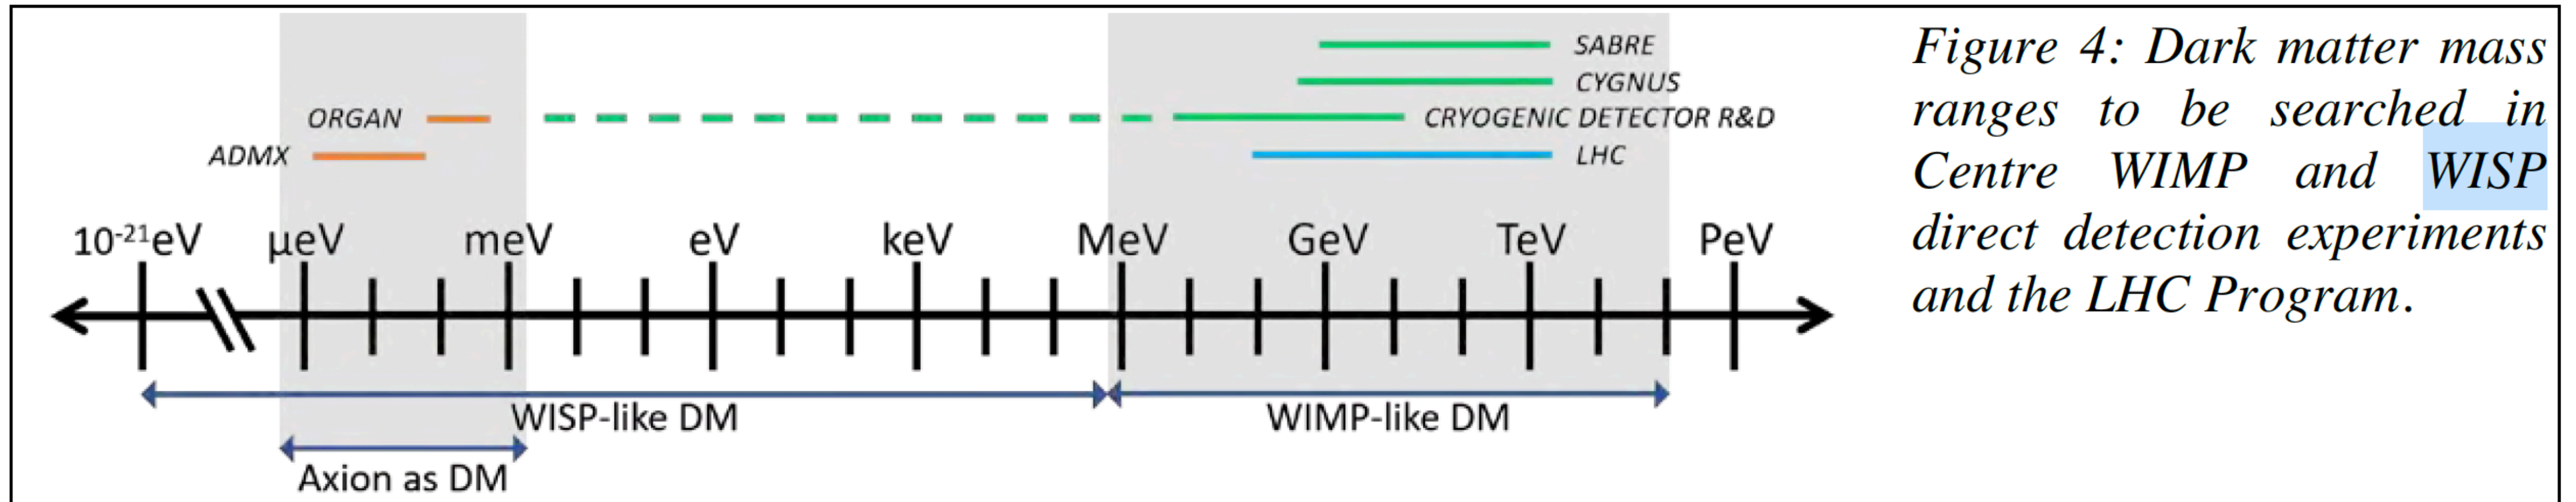 SABRE
CYGNUS
ORGAN
CRYOGENIC DETECTOR R&D
ADMX
LHC
10⁻²¹eV µeV meV eV keV MeV GeV TeV PeV
WISP-like DM
WIMP-like DM
Axion as DM
Figure 4: Dark matter mass
ranges to be searched in
Centre WIMP and WISP
direct detection experiments
and the LHC Program.